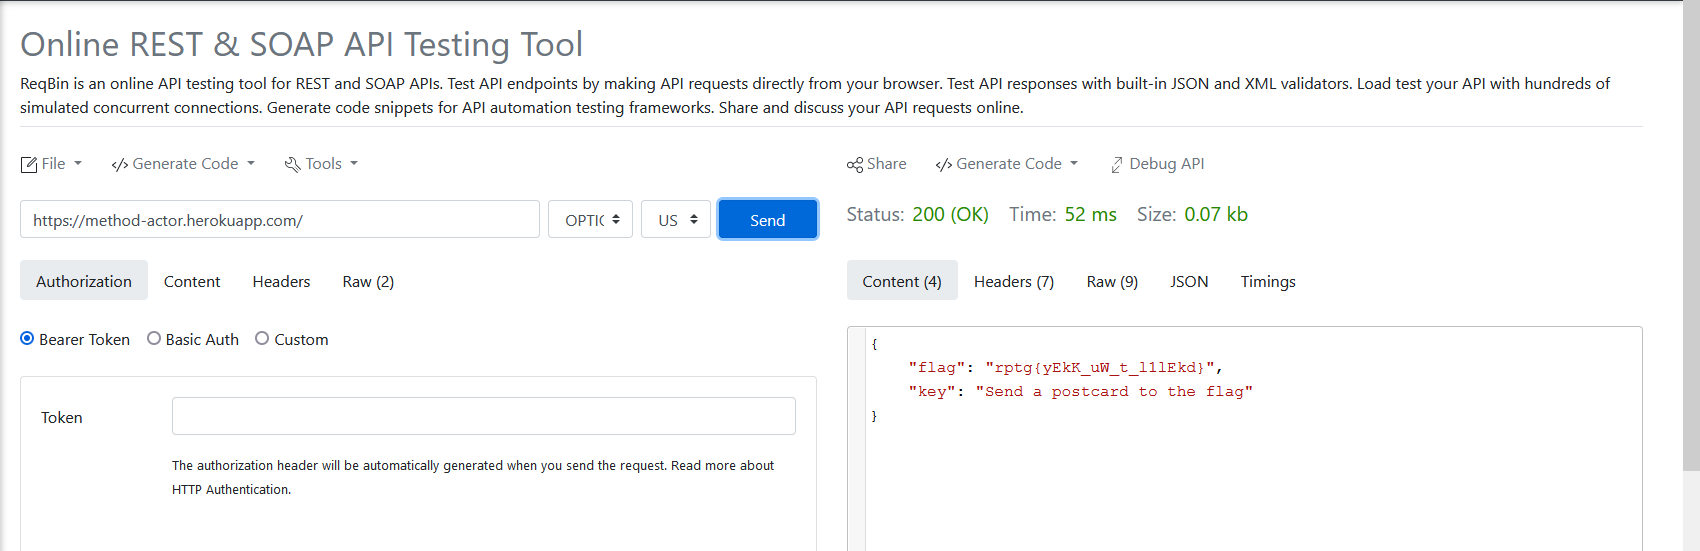 Online REST & SOAP API Testing Tool
ReqBin is an online API testing tool for REST and SOAP APIs. Test API endpoints by making API requests directly from your browser. Test API responses with built-in JSON and XML validators. Load test your API with hundreds of
simulated concurrent connections. Generate code snippets for API automation testing frameworks. Share and discuss your API requests online.
File </> Generate Code Tools
Share </> Generate Code Debug API
https://method-actor.herokuapp.com/ OPTIC US Send
Status: 200 (OK) Time: 52 ms Size: 0.07 kb
Authorization Content Headers Raw (2)
Content (4) Headers (7) Raw (9) JSON Timings
Bearer Token Basic Auth Custom
Token
The authorization header will be automatically generated when you send the request. Read more about
HTTP Authentication.
{
"flag": "rptg{yEkK_uW_t_l1lEkd}",
"key": "Send a postcard to the flag"
}